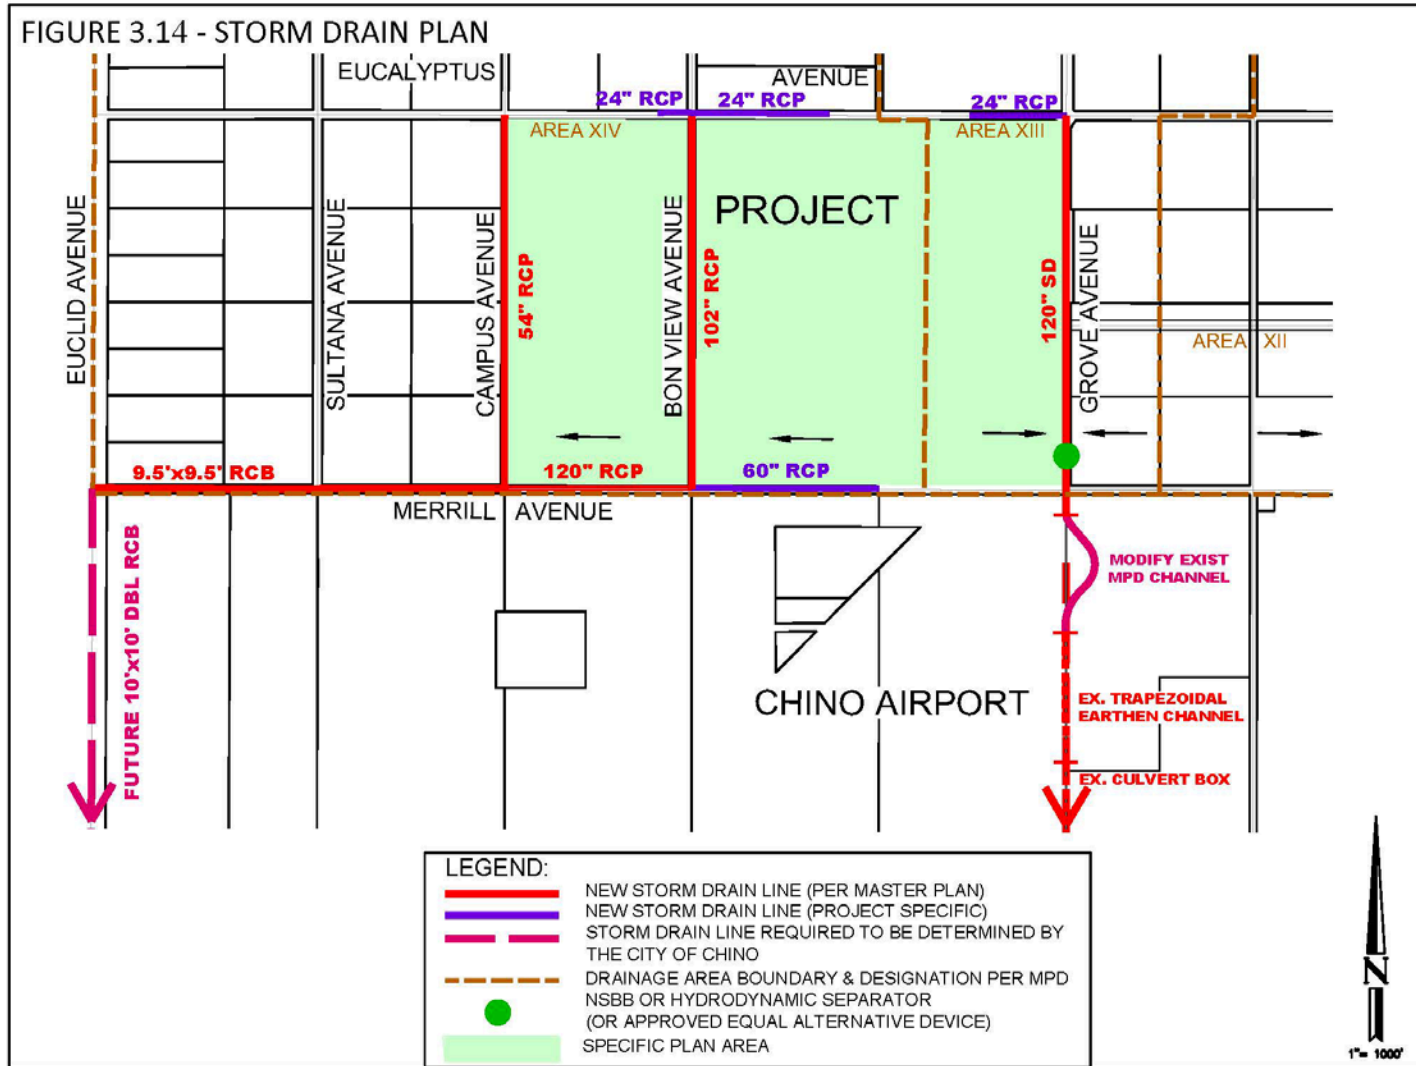 FIGURE 3.14 - STORM DRAIN PLAN
EUCALYPTUS
AVENUE
24" RCP
24" RCP
24" RCP
AREA XIV
AREA XIII
PROJECT
EUCLID AVENUE
SULTANA AVENUE
CAMPUS AVENUE
54" RCP
BON VIEW AVENUE
102" RCP
120" SD
GROVE AVENUE
AREA XII
9.5'x9.5' RCB
120" RCP
60" RCP
MERRILL AVENUE
FUTURE 10'x10' DBL RCB
MODIFY EXIST
MPD CHANNEL
CHINO AIRPORT
EX. TRAPEZOIDAL
EARTHEN CHANNEL
EX. CULVERT BOX
LEGEND:
NEW STORM DRAIN LINE (PER MASTER PLAN)
NEW STORM DRAIN LINE (PROJECT SPECIFIC)
STORM DRAIN LINE REQUIRED TO BE DETERMINED BY
THE CITY OF CHINO
DRAINAGE AREA BOUNDARY & DESIGNATION PER MPD
NSBB OR HYDRODYNAMIC SEPARATOR
(OR APPROVED EQUAL ALTERNATIVE DEVICE)
SPECIFIC PLAN AREA
N
1"= 1000'